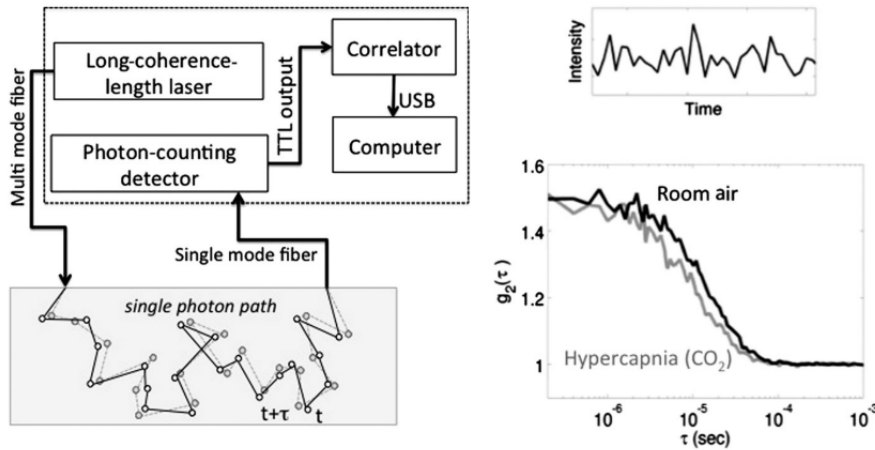 Long-coherence-
length laser
Photon-counting
detector
Correlator
USB
Computer
TTL output
Multi mode fiber
Single mode fiber
single photon path
t+τ
t
Intensity
Time
1.6
1.4
1.2
1
g₂(τ)
Room air
Hypercapnia (CO₂)
10⁻⁶
10⁻⁵
10⁻⁴
10⁻³
τ (sec)